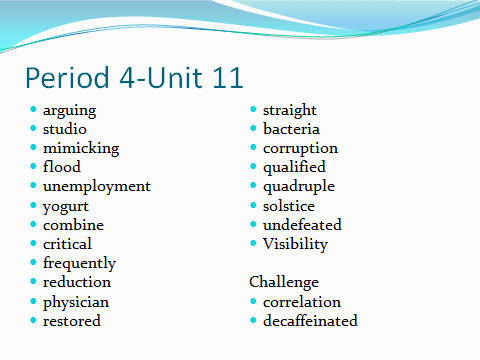 Period 4-Unit 11
arguing
studio
mimicking
flood
unemployment
yogurt
combine
critical
frequently
reduction
physician
restored
straight
bacteria
corruption
qualified
quadruple
solstice
undefeated
Visibility
Challenge
correlation
decaffeinated